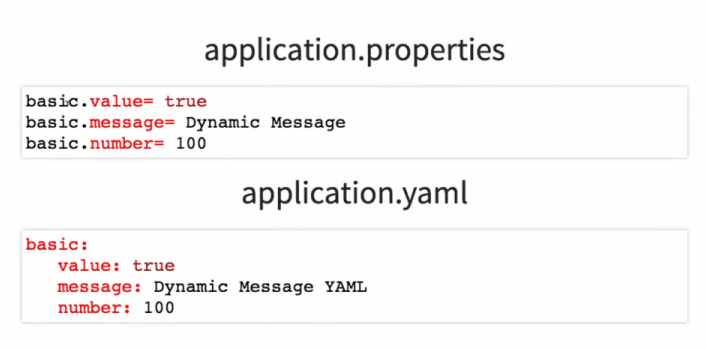 application.properties
basic.value= true
basic.message= Dynamic Message
basic.number= 100
application.yaml
basic:
value: true
message: Dynamic Message YAML
number: 100